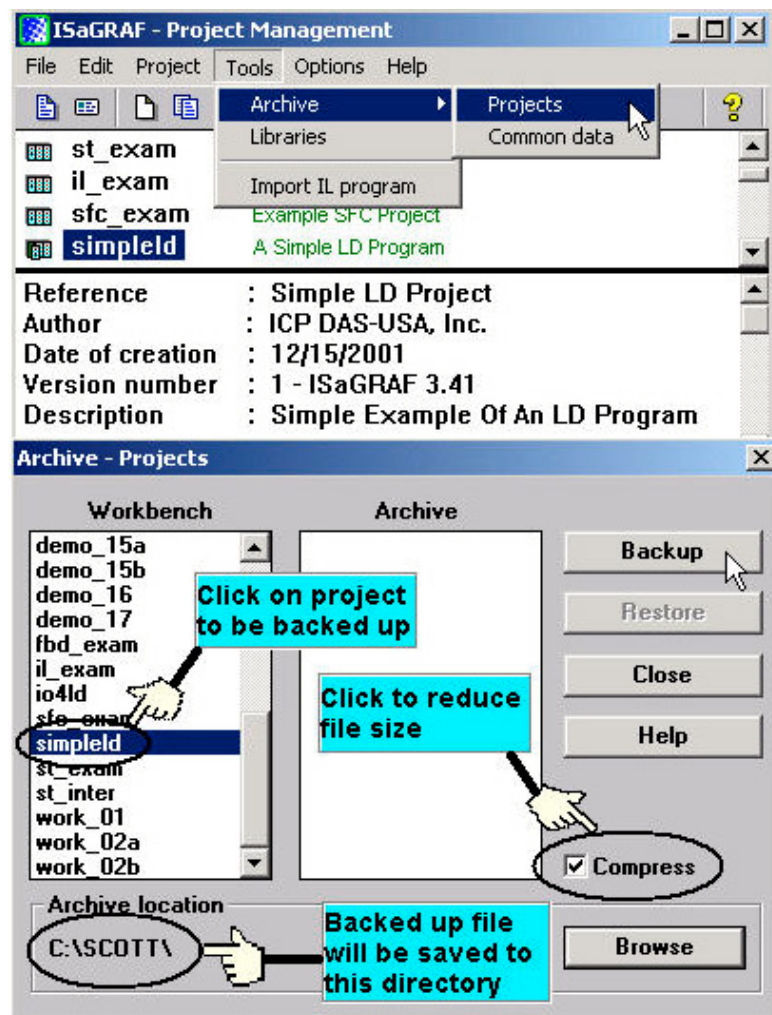 ISaGRAF - Project Management
File Edit Project Tools Options Help
Archive
Projects
Libraries
Common data
Import IL program
st_exam
il_exam
sfc_exam Example SFC Project
simpleld A Simple LD Program
Reference : Simple LD Project
Author : ICP DAS-USA, Inc.
Date of creation : 12/15/2001
Version number : 1 - ISaGRAF 3.41
Description : Simple Example Of An LD Program
Archive - Projects
Workbench
Archive
demo_15a
demo_15b
demo_16
demo_17
fbd_exam
il_exam
io4ld
sfc_exam
simpleld
st_exam
st_inter
work_01
work_02a
work_02b
Click on project
to be backed up
Click to reduce
file size
Backup
Restore
Close
Help
Compress
Archive location
C:\SCOTT\
Backed up file
will be saved to
this directory
Browse